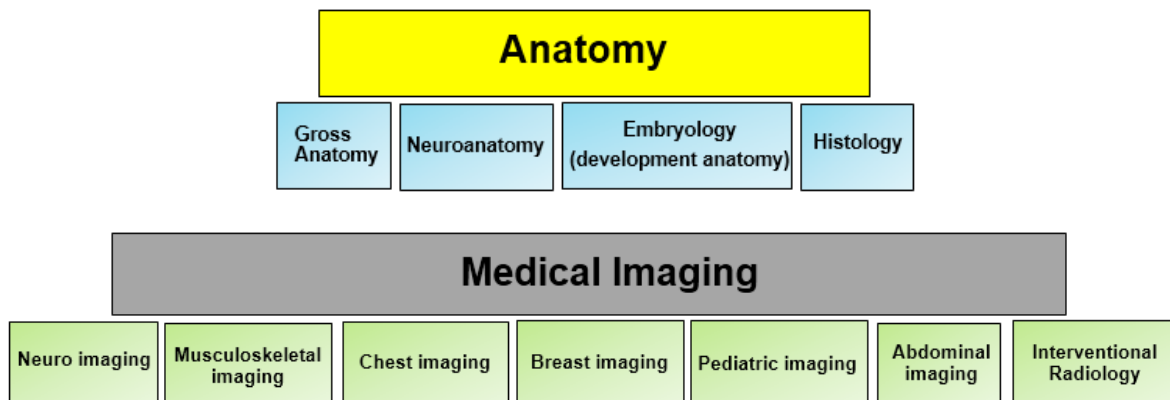 Anatomy
Gross
Anatomy
Neuroanatomy
Embryology
(development anatomy)
Histology
Medical Imaging
Neuro imaging
Musculoskeletal
imaging
Chest imaging
Breast imaging
Pediatric imaging
Abdominal
imaging
Interventional
Radiology